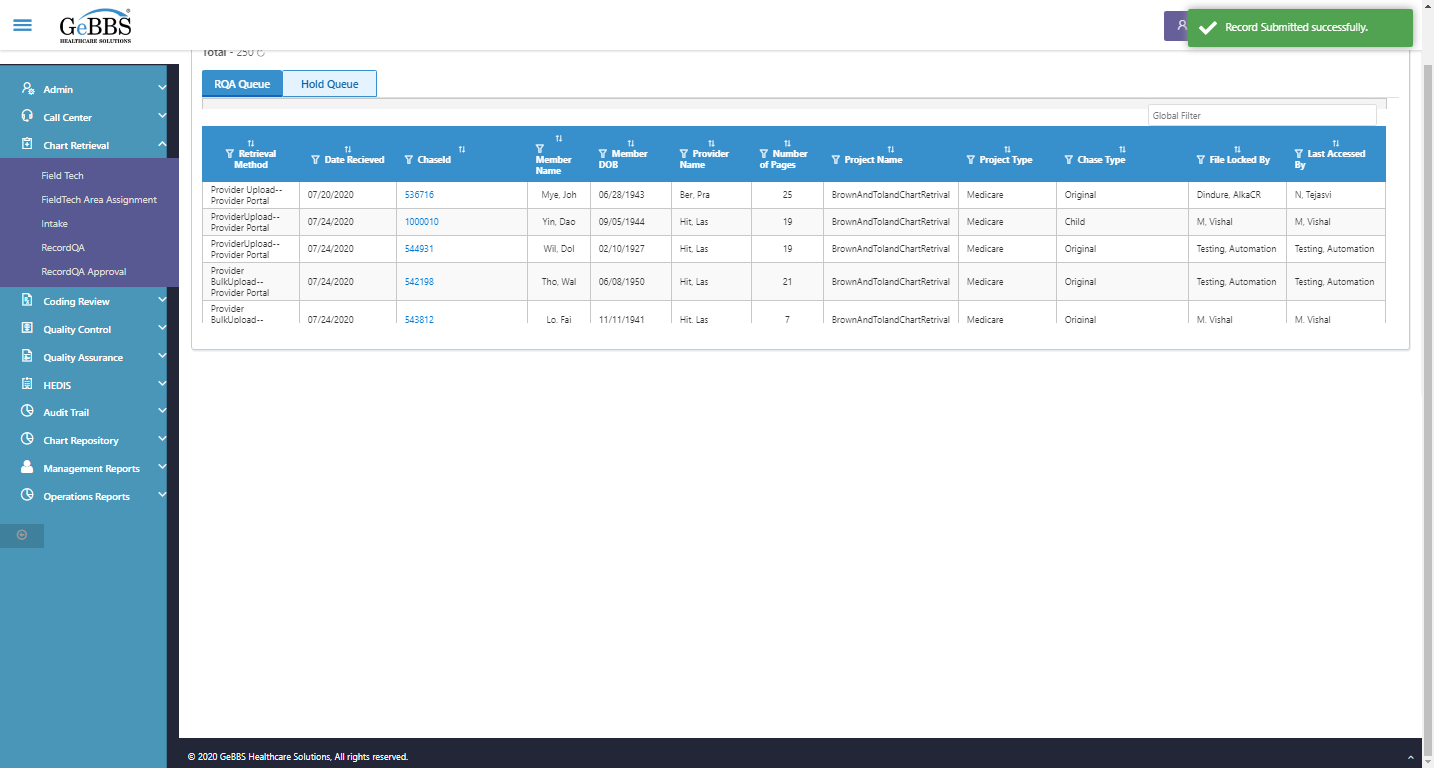 GeBBS
HEALTHCARE SOLUTIONS
Record Submitted successfully.
Total - 250
RQA Queue
Hold Queue
Global Filter
Admin
Call Center
Chart Retrieval
Field Tech
FieldTech Area Assignment
Intake
RecordQA
RecordQA Approval
Coding Review
Quality Control
Quality Assurance
HEDIS
Audit Trail
Chart Repository
Management Reports
Operations Reports
Retrieval Method Date Recieved ChaseId Member Name Member DOB Provider Name Number of Pages Project Name Project Type Chase Type File Locked By Last Accessed By
Provider Upload--
Provider Portal 07/20/2020 536716 Mye, Joh 06/28/1943 Ber, Pra 25 BrownAndTolandChartRetrival Medicare Original Dindure, AlkaCR N, Tejasvi
ProviderUpload--
Provider Portal 07/24/2020 1000010 Yin, Dao 09/05/1944 Hit, Las 19 BrownAndTolandChartRetrival Medicare Child M, Vishal M, Vishal
ProviderUpload--
Provider Portal 07/24/2020 544931 Wil, Dol 02/10/1927 Hit, Las 19 BrownAndTolandChartRetrival Medicare Original Testing, Automation Testing, Automation
Provider
BulkUpload--
Provider Portal 07/24/2020 542198 Tho, Wal 06/08/1950 Hit, Las 21 BrownAndTolandChartRetrival Medicare Original Testing, Automation Testing, Automation
Provider
BulkUpload-- 07/24/2020 543812 Lo, Fai 11/11/1941 Hit, Las 7 BrownAndTolandChartRetrival Medicare Original M, Vishal M, Vishal
© 2020 GeBBS Healthcare Solutions, All rights reserved.